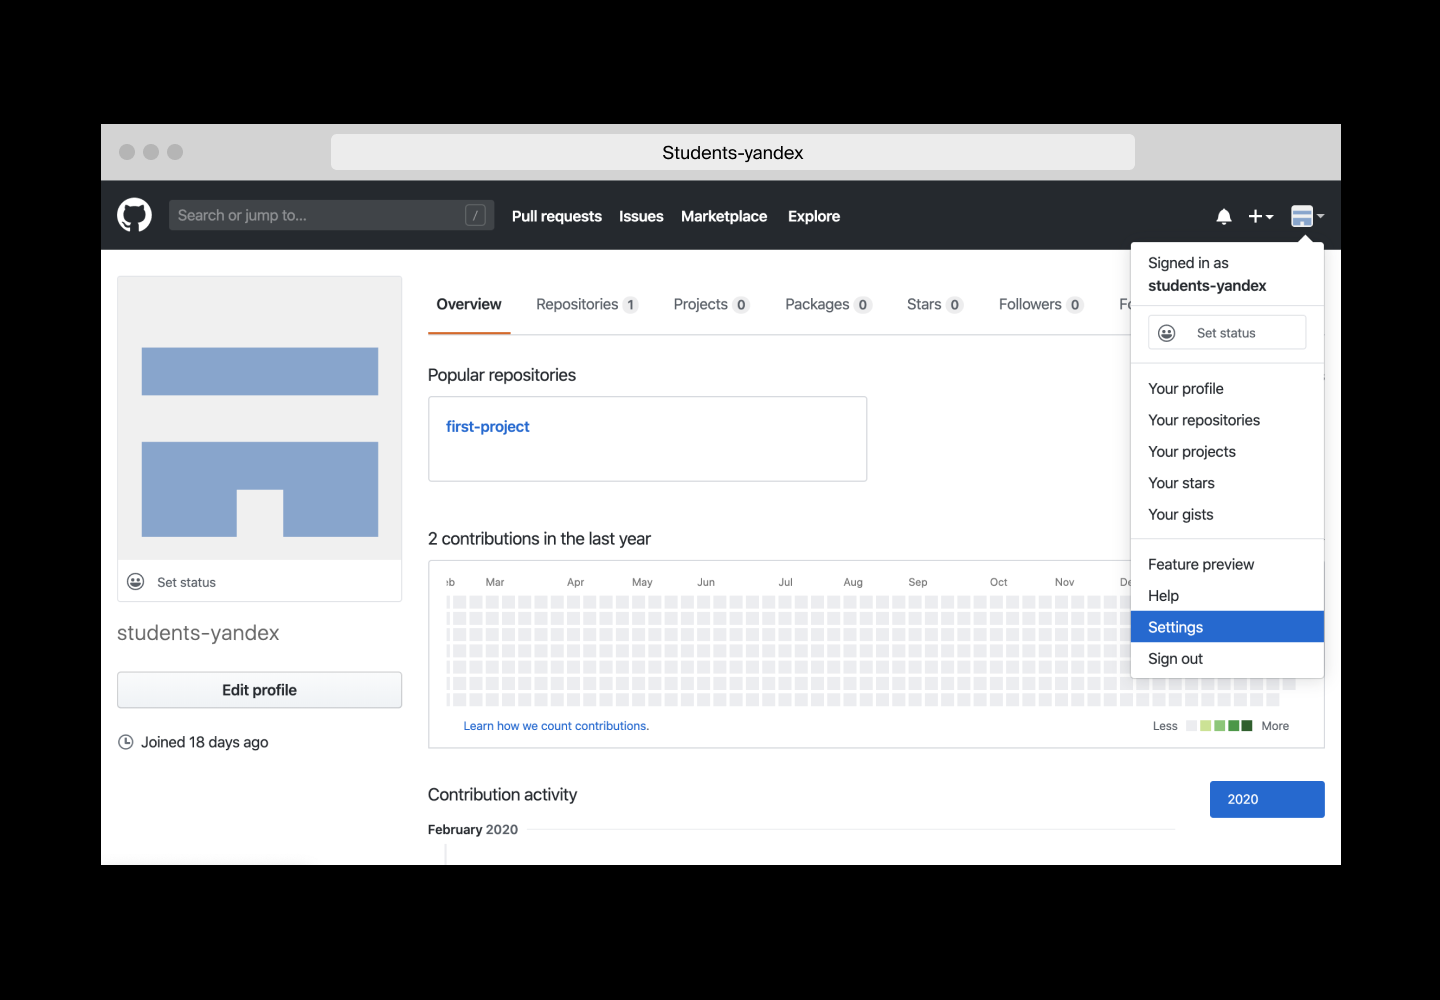 Students-yandex
Search or jump to... /
Pull requests Issues Marketplace Explore
Signed in as
students-yandex
Set status
Your profile
Your repositories
Your projects
Your stars
Your gists
Feature preview
Help
Settings
Sign out
Overview Repositories 1 Projects 0 Packages 0 Stars 0 Followers 0
Popular repositories
first-project
2 contributions in the last year
Mar Apr May Jun Jul Aug Sep Oct Nov
Learn how we count contributions.
Less More
Set status
students-yandex
Edit profile
Joined 18 days ago
Contribution activity
2020
February 2020